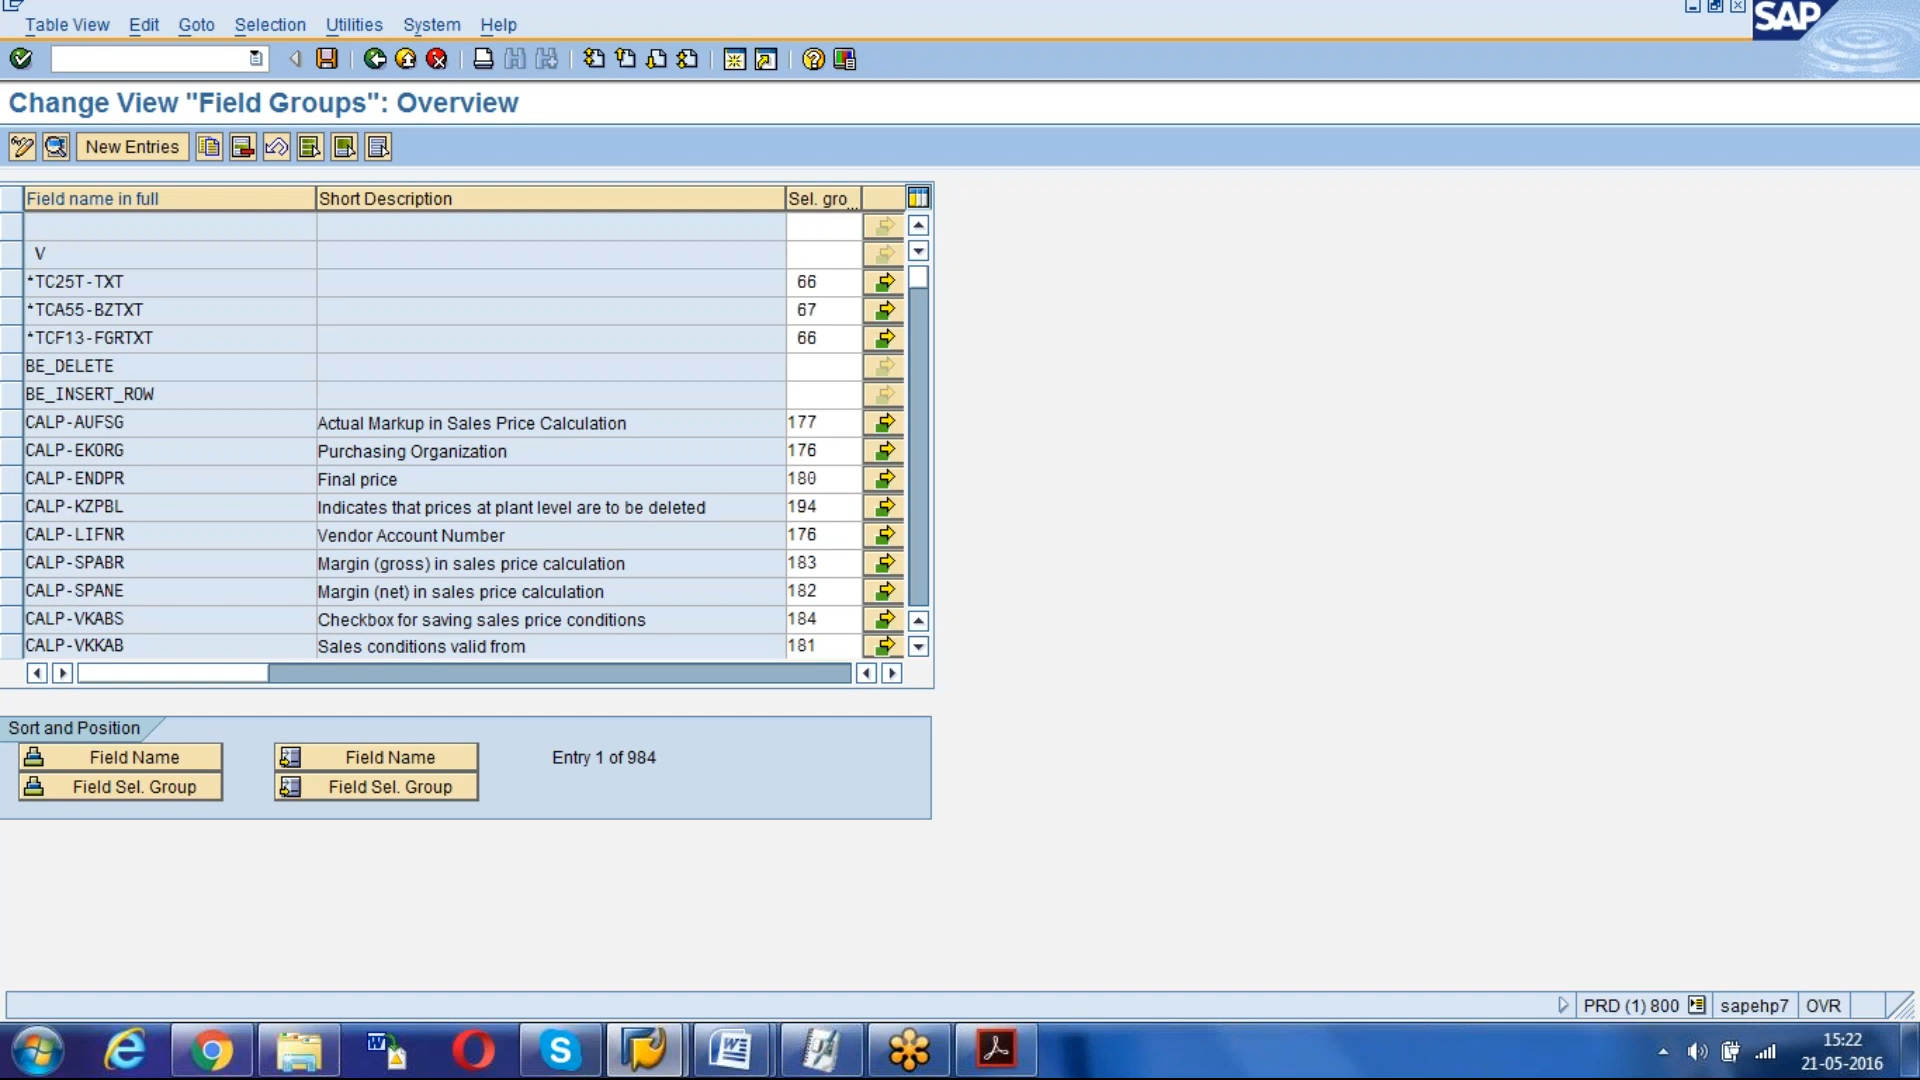 Table View Edit Goto Selection Utilities System Help
SAP
Change View "Field Groups": Overview
New Entries
Field name in full Short Description Sel. gro...
V
*TC25T-TXT 66
*TCA55-BZTXT 67
*TCF13-FGRTXT 66
BE_DELETE
BE_INSERT_ROW
CALP-AUFSG Actual Markup in Sales Price Calculation 177
CALP-EKORG Purchasing Organization 176
CALP-ENDPR Final price 180
CALP-KZPBL Indicates that prices at plant level are to be deleted 194
CALP-LIFNR Vendor Account Number 176
CALP-SPABR Margin (gross) in sales price calculation 183
CALP-SPANE Margin (net) in sales price calculation 182
CALP-VKABS Checkbox for saving sales price conditions 184
CALP-VKKAB Sales conditions valid from 181
Sort and Position
Field Name Field Name Entry 1 of 984
Field Sel. Group Field Sel. Group
PRD (1) 800 sapehp7 OVR
15:22
21-05-2016